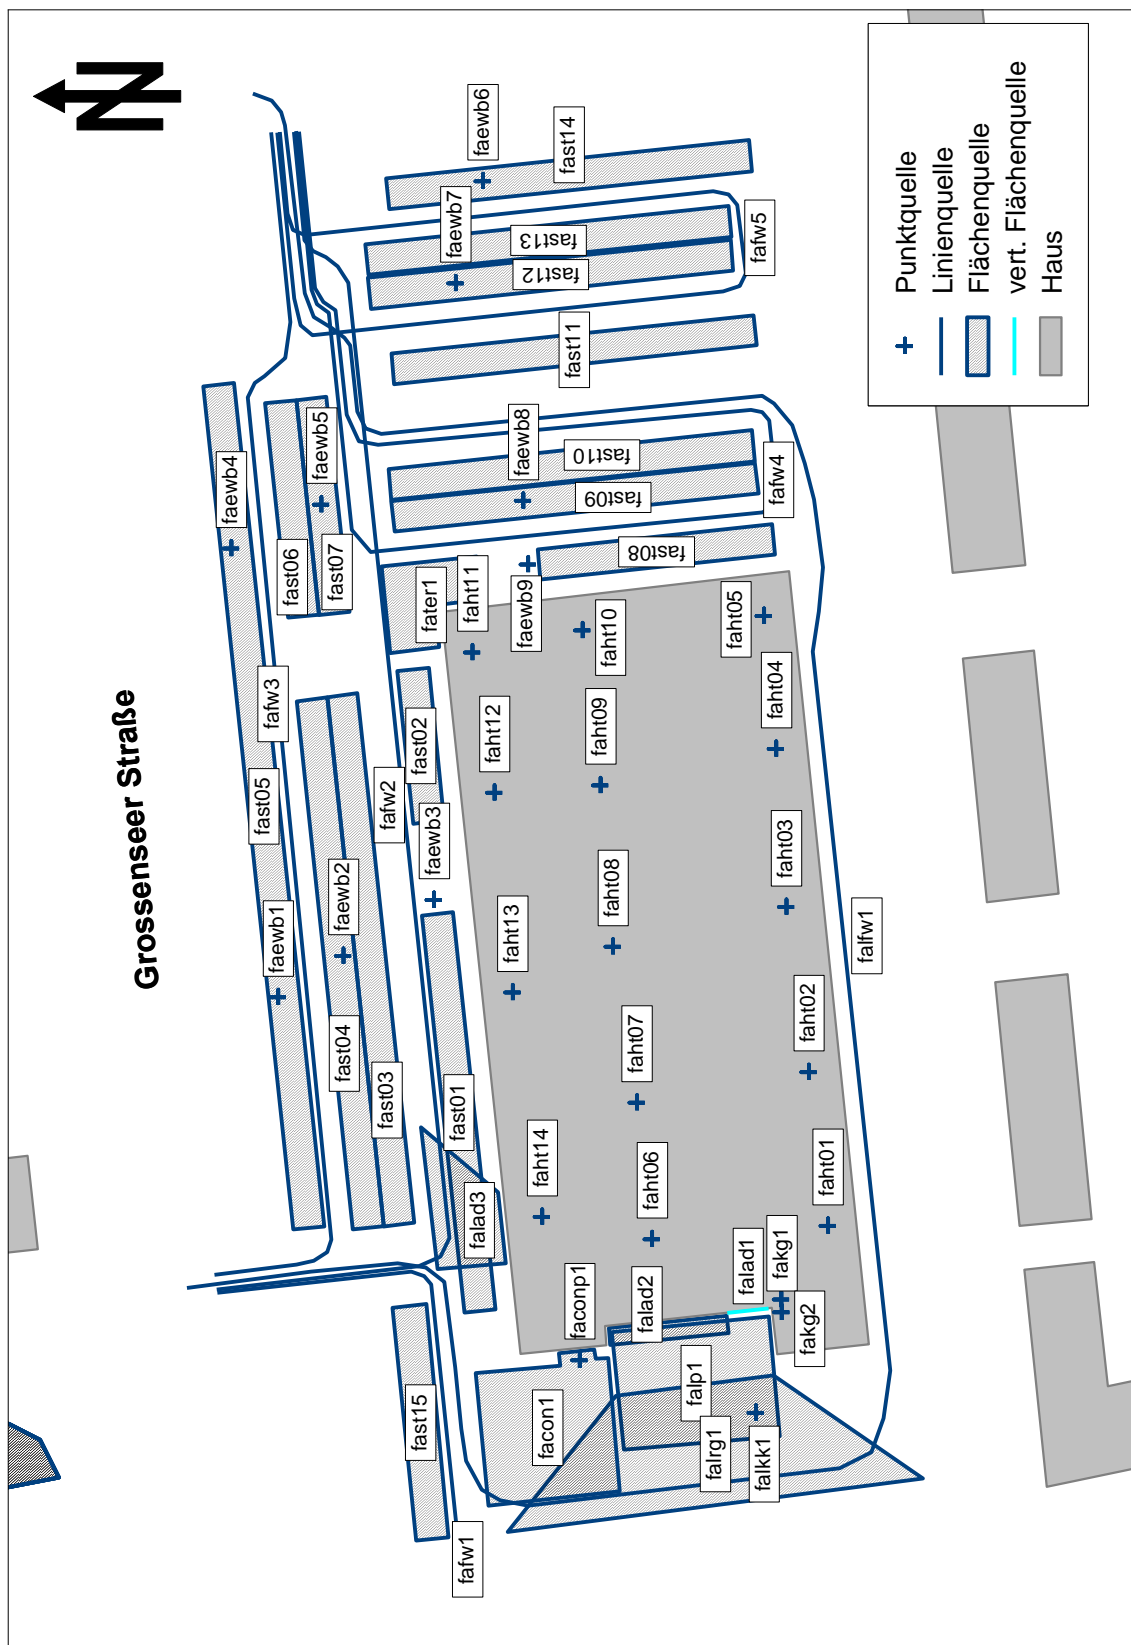 Grossenseer Straße
faewb6
fast14
faewb7
fast13
fast12
fafw5
fast11
faewb4
faewb5
faewb8
fast10
fast09
fafw4
fast06
fast07
fast08
fater1
faht11
faewb9
faht10
faht05
fafw3
fast05
fast02
fafw2
faewb3
faht12
faht09
faht04
faewb1
faewb2
faht13
faht08
faht03
falfw1
fast04
fast03
fast01
faht07
faht02
falad3
faht14
faht06
faht01
faconp1
falad2
falad1
fakg1
fakg2
fast15
facon1
falp1
falrg1
falkk1
fafw1
Punktquelle
Linienquelle
Flächenquelle
vert. Flächenquelle
Haus
N